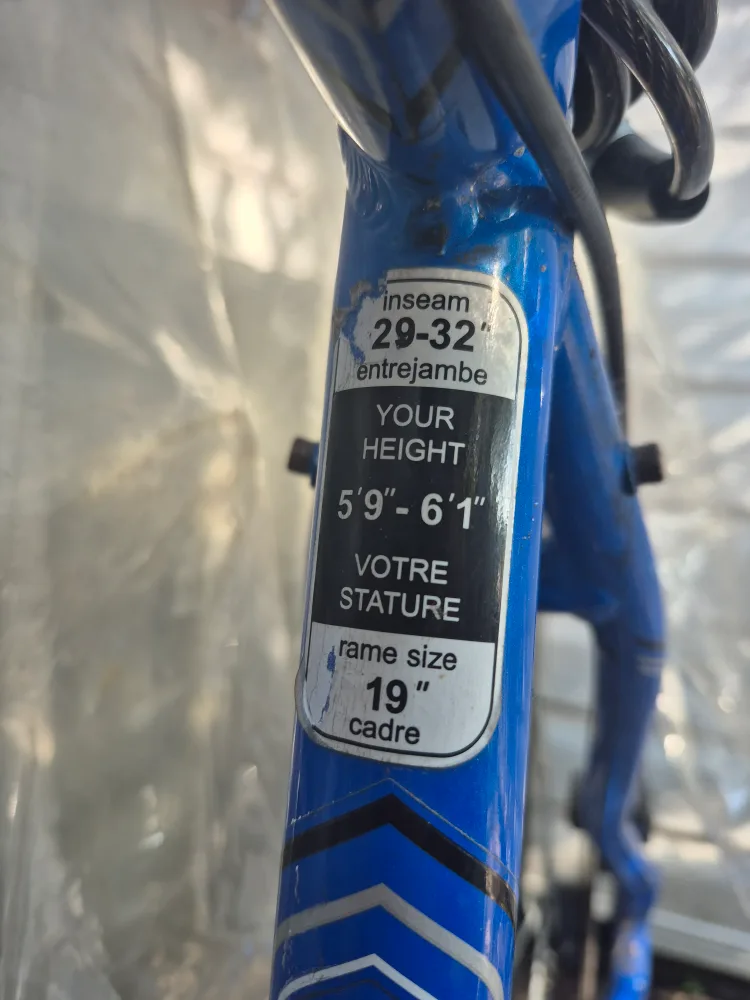 inseam
29-32"
entrejambe
YOUR
HEIGHT
5'9"- 6'1"
VOTRE
STATURE
rame size
19"
cadre